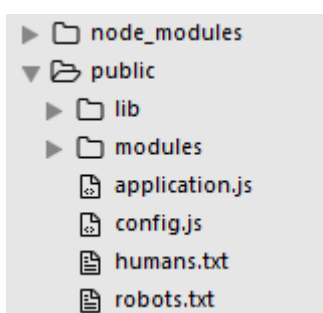 node_modules
public
lib
modules
application.js
config.js
humans.txt
robots.txt